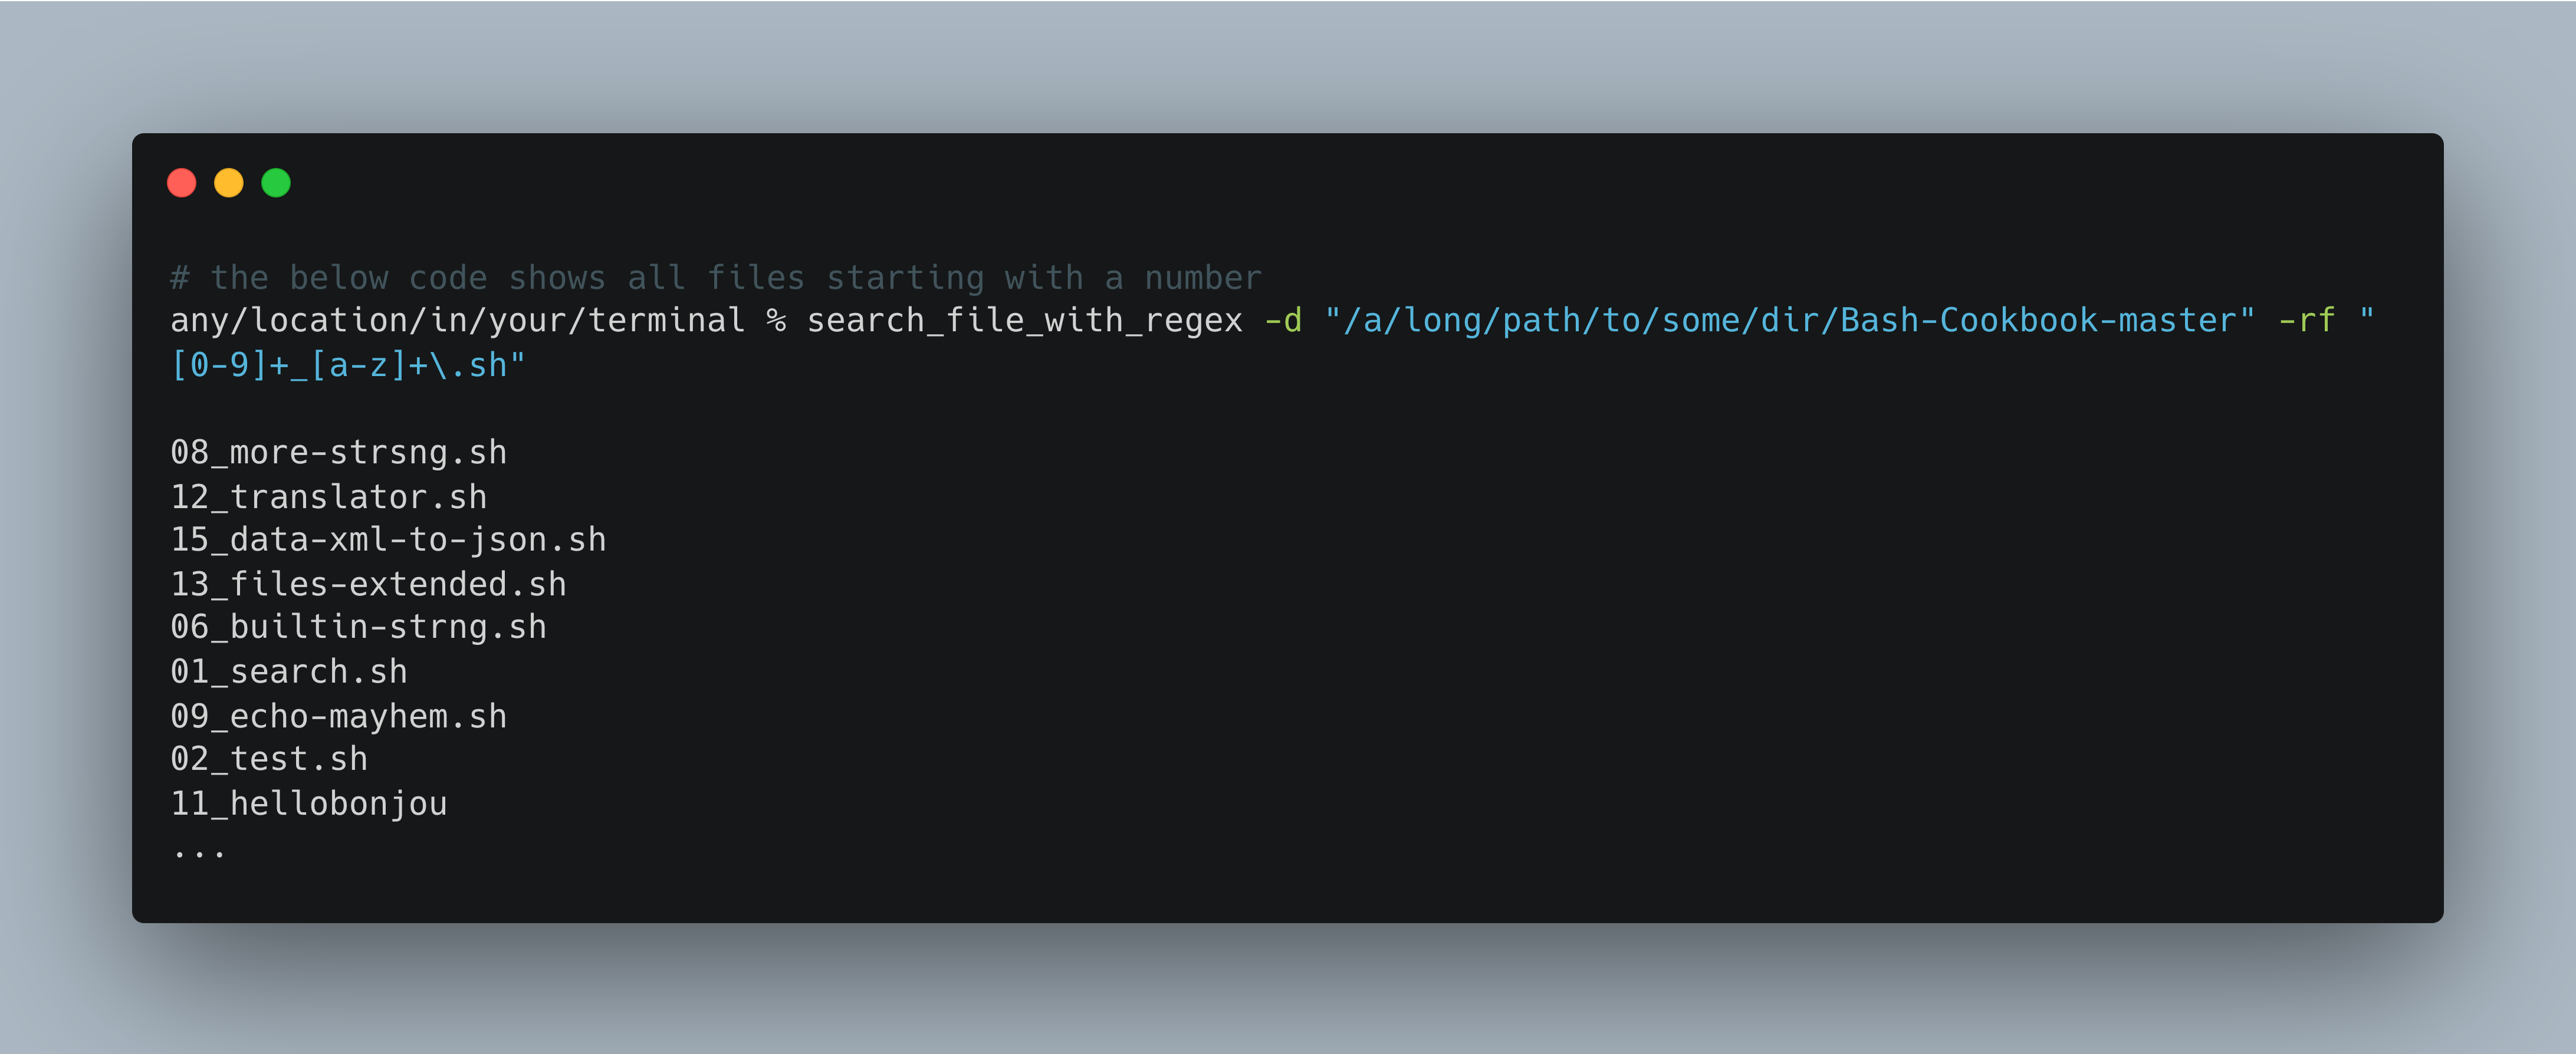 # the below code shows all files starting with a number
any/location/in/your/terminal % search_file_with_regex -d "/a/long/path/to/some/dir/Bash-Cookbook-master" -rf "
[0-9]+_[a-z]+\.sh"
08_more-strsng.sh
12_translator.sh
15_data-xml-to-json.sh
13_files-extended.sh
06_builtin-strng.sh
01_search.sh
09_echo-mayhem.sh
02_test.sh
11_hellobonjou
...